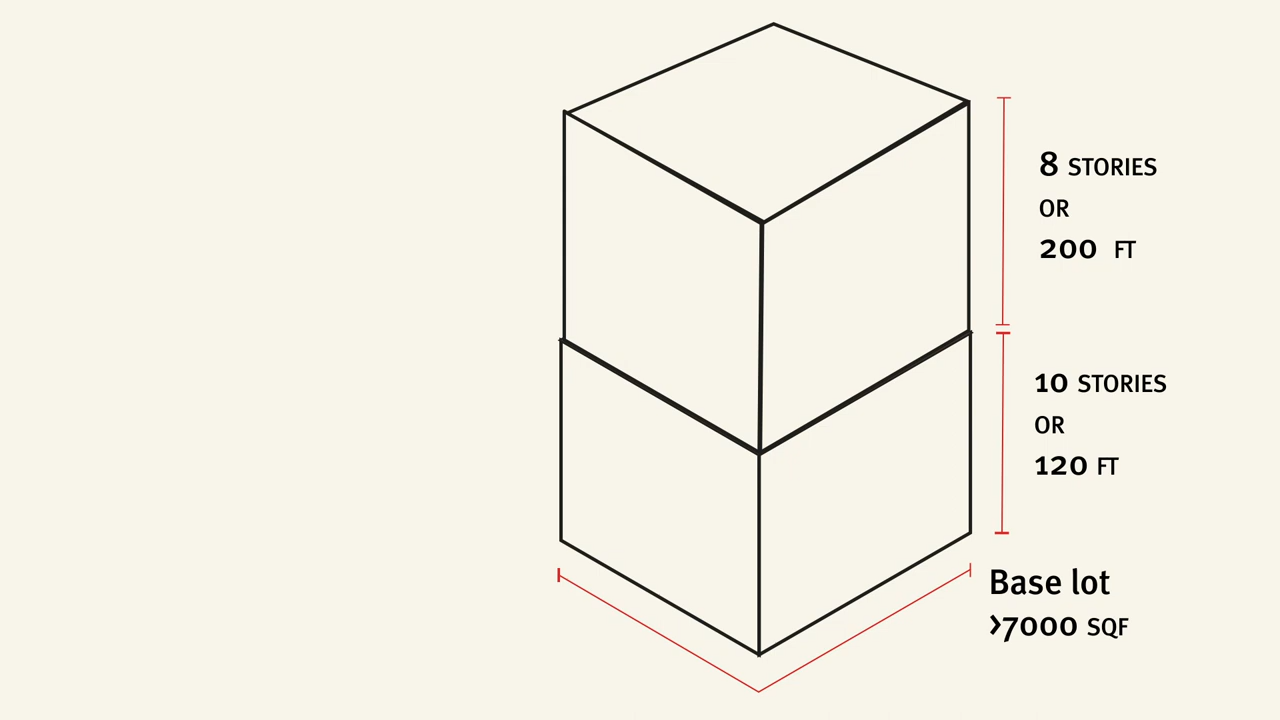 8 STORIES
OR
200 FT
10 STORIES
OR
120 FT
Base lot
>7000 SQF